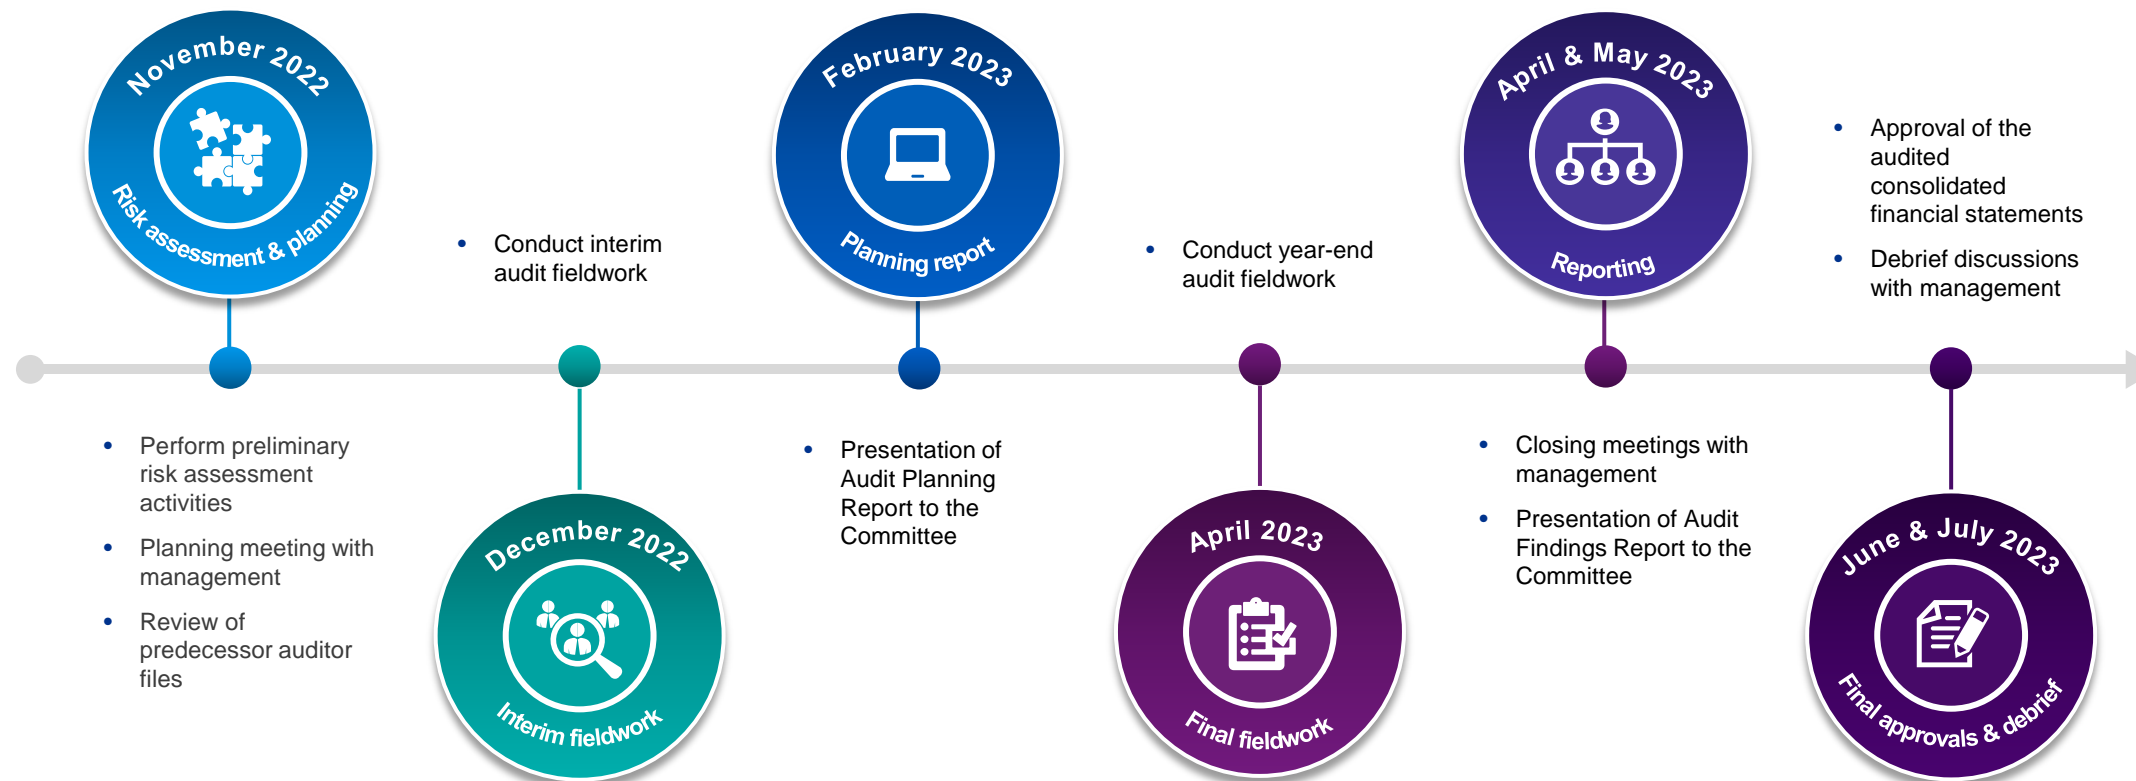 November 2022
Risk assessment & planning
• Perform preliminary
risk assessment
activities
• Planning meeting with
management
• Review of
predecessor auditor
files
• Conduct interim
audit fieldwork
December 2022
Interim fieldwork
February 2023
Planning report
• Presentation of
Audit Planning
Report to the
Committee
• Conduct year-end
audit fieldwork
April 2023
Final fieldwork
April & May 2023
Reporting
• Closing meetings with
management
• Presentation of Audit
Findings Report to the
Committee
• Approval of the
audited
consolidated
financial statements
• Debrief discussions
with management
June & July 2023
Final approvals & debrief